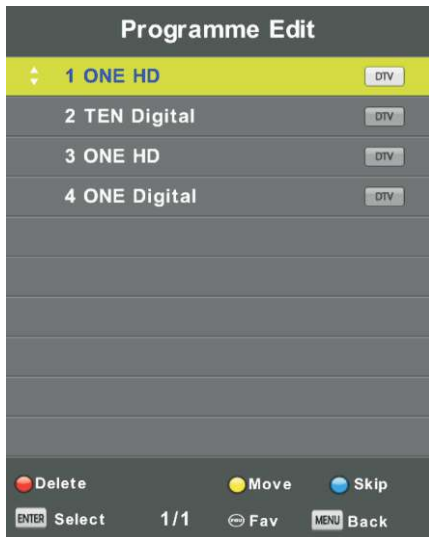 Programme Edit
1 ONE HD DTV
2 TEN Digital DTV
3 ONE HD DTV
4 ONE Digital DTV
Delete Move Skip
ENTER Select 1/1 Fav MENU Back